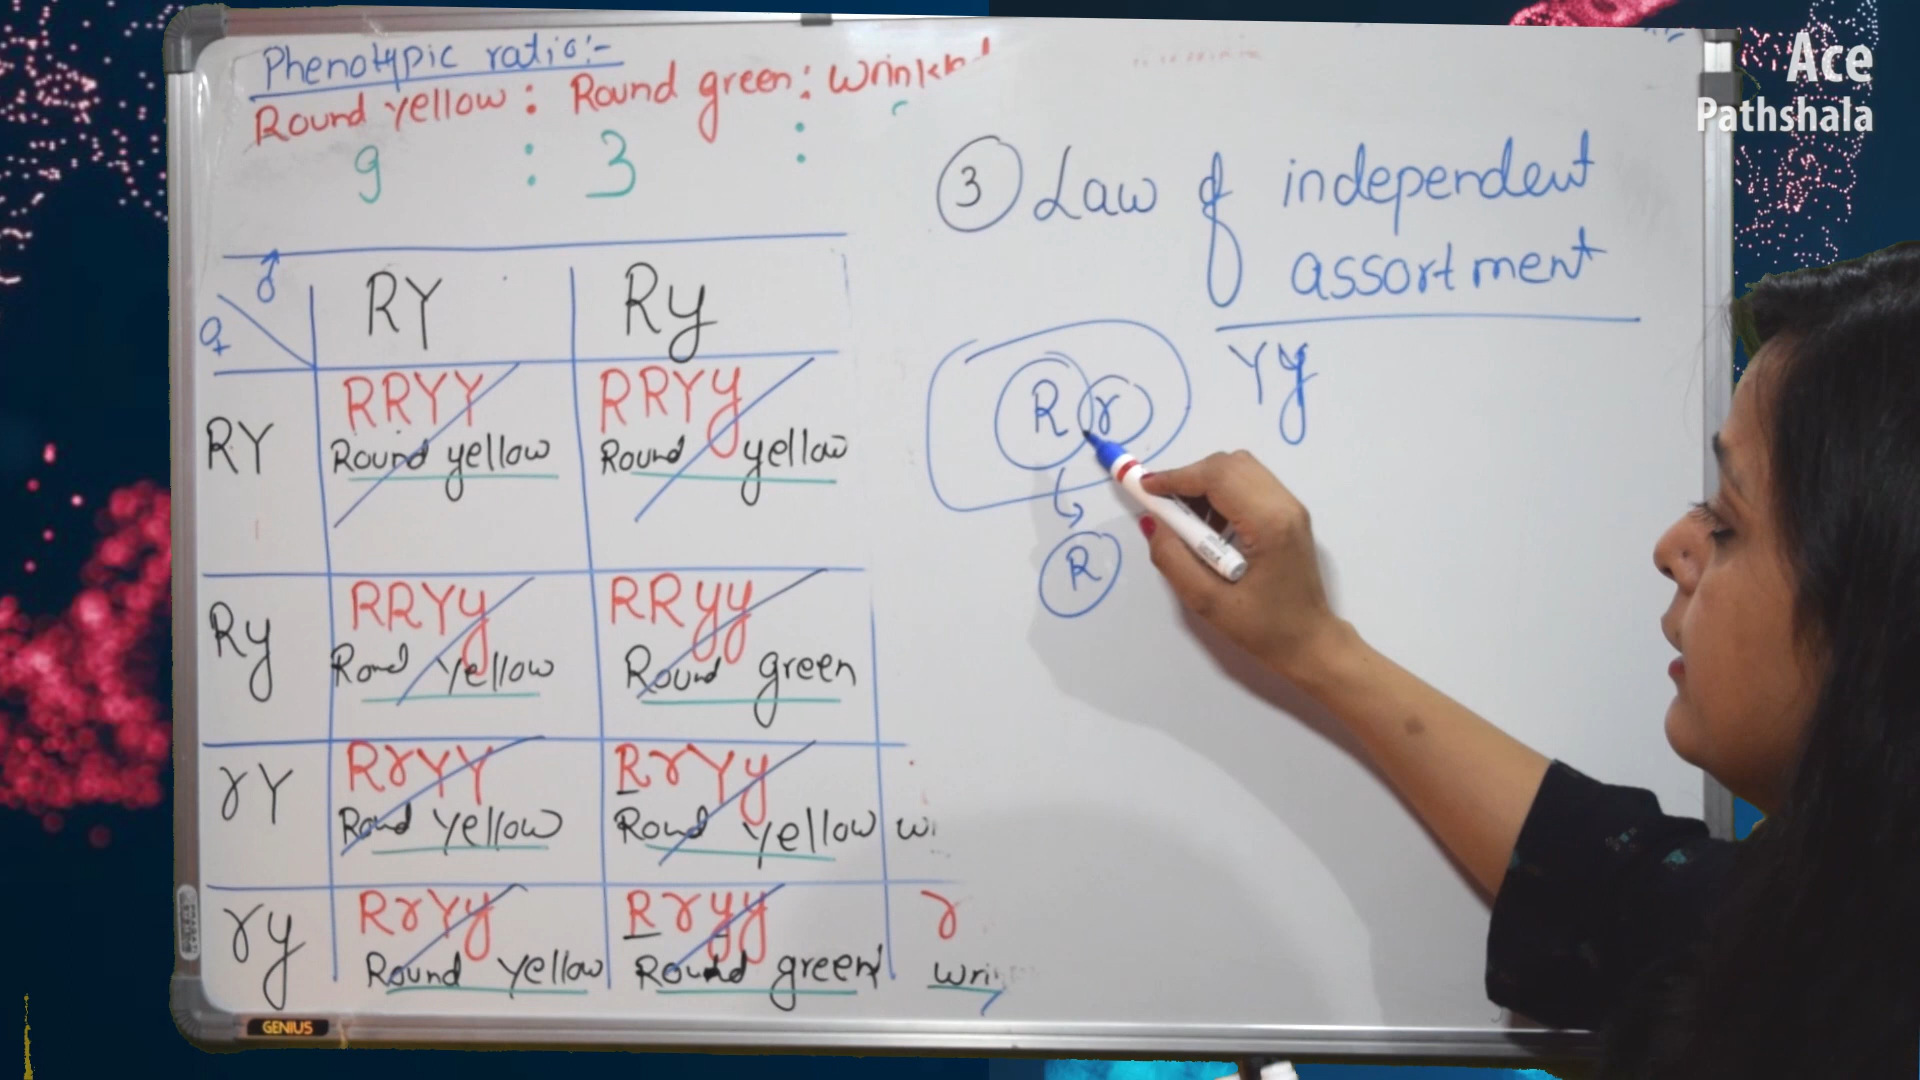 Phenotypic ratio:-
Round yellow : Round green :
9 : 3 :
Ace
Pathshala
③ Law of independent
assortment
♂
♀
RY Ry
RY RRYY RRYy
Round yellow Round yellow
Ry RRYy RRyy
Round yellow Round green
rY RrYY RrYy
Round yellow Round yellow
ry RrYy Rryy r
Round yellow Round green
R r Yy
R
GENIUS